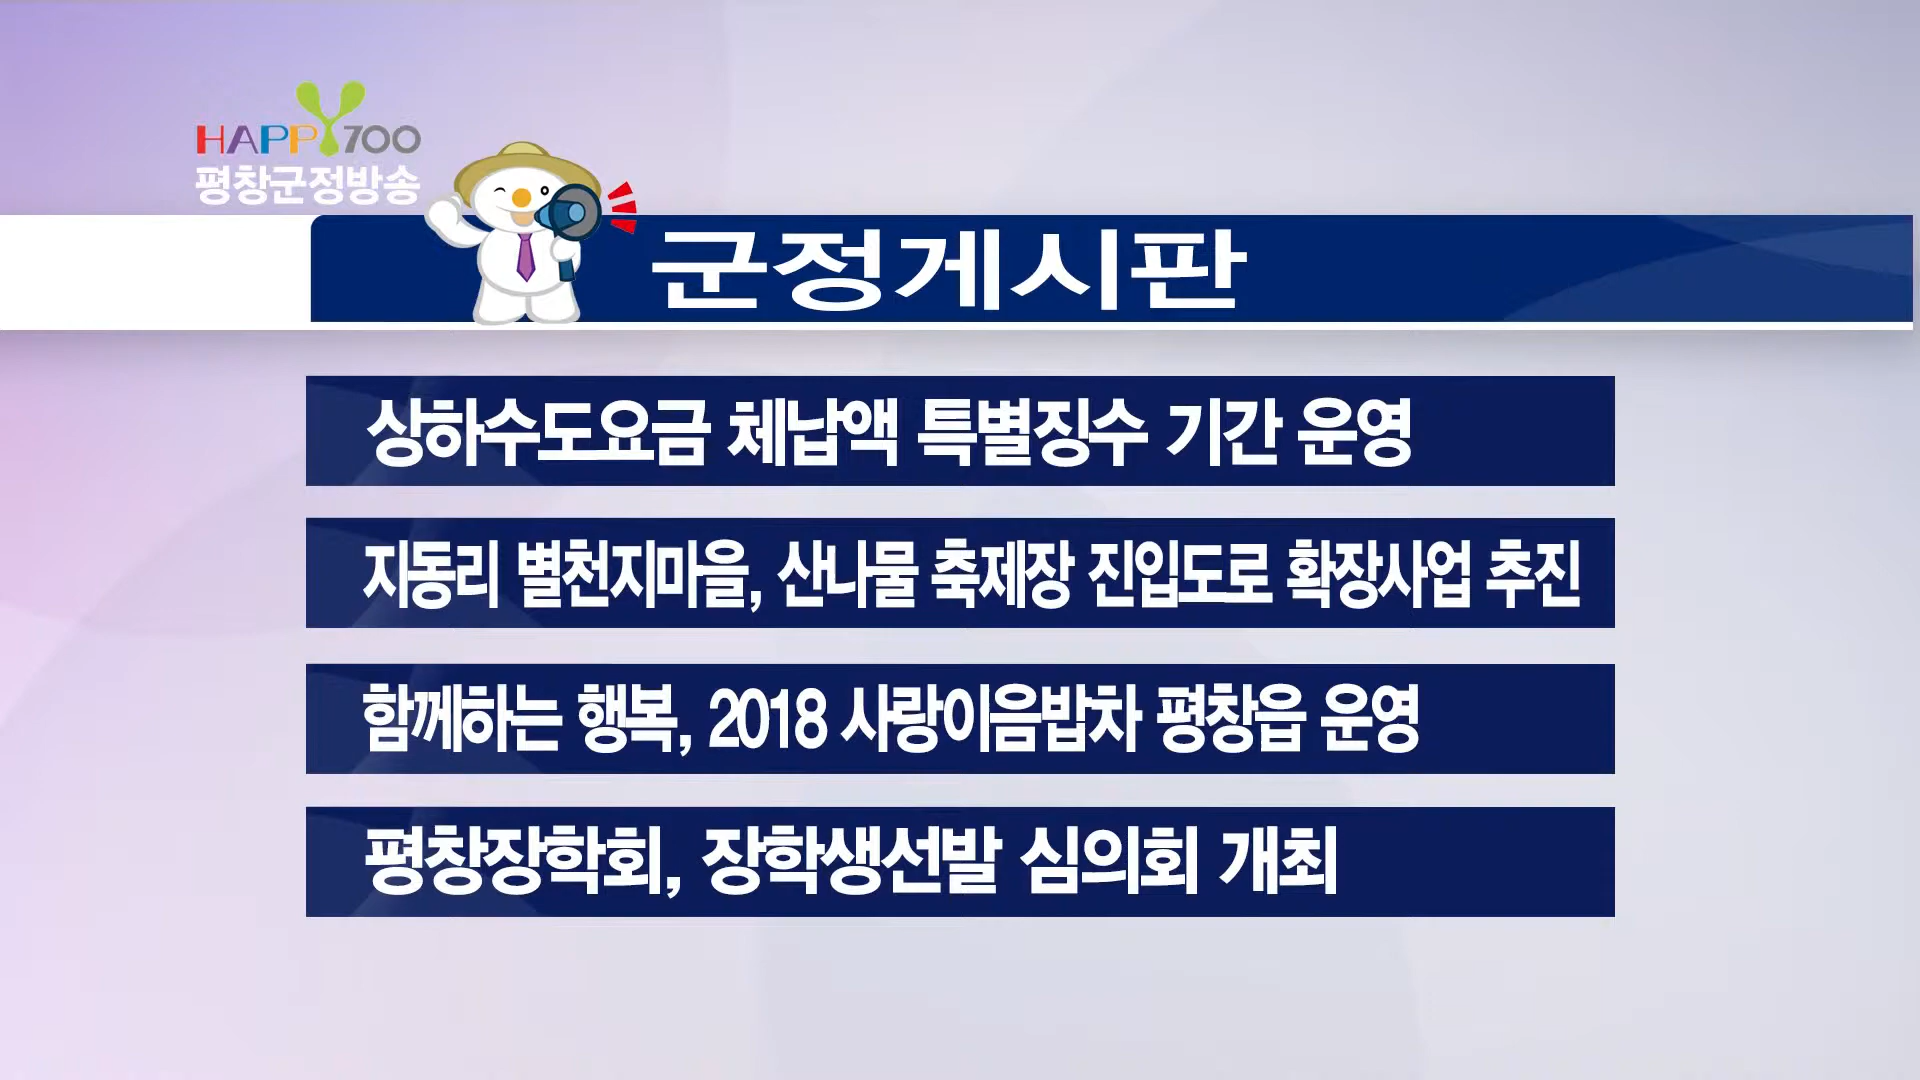 HAPPY700
평창군정방송
군정게시판
상하수도요금 체납액 특별징수 기간 운영
지동리 별천지마을, 산나물 축제장 진입도로 확장사업 추진
함께하는 행복, 2018 사랑이음밥차 평창읍 운영
평창장학회, 장학생선발 심의회 개최